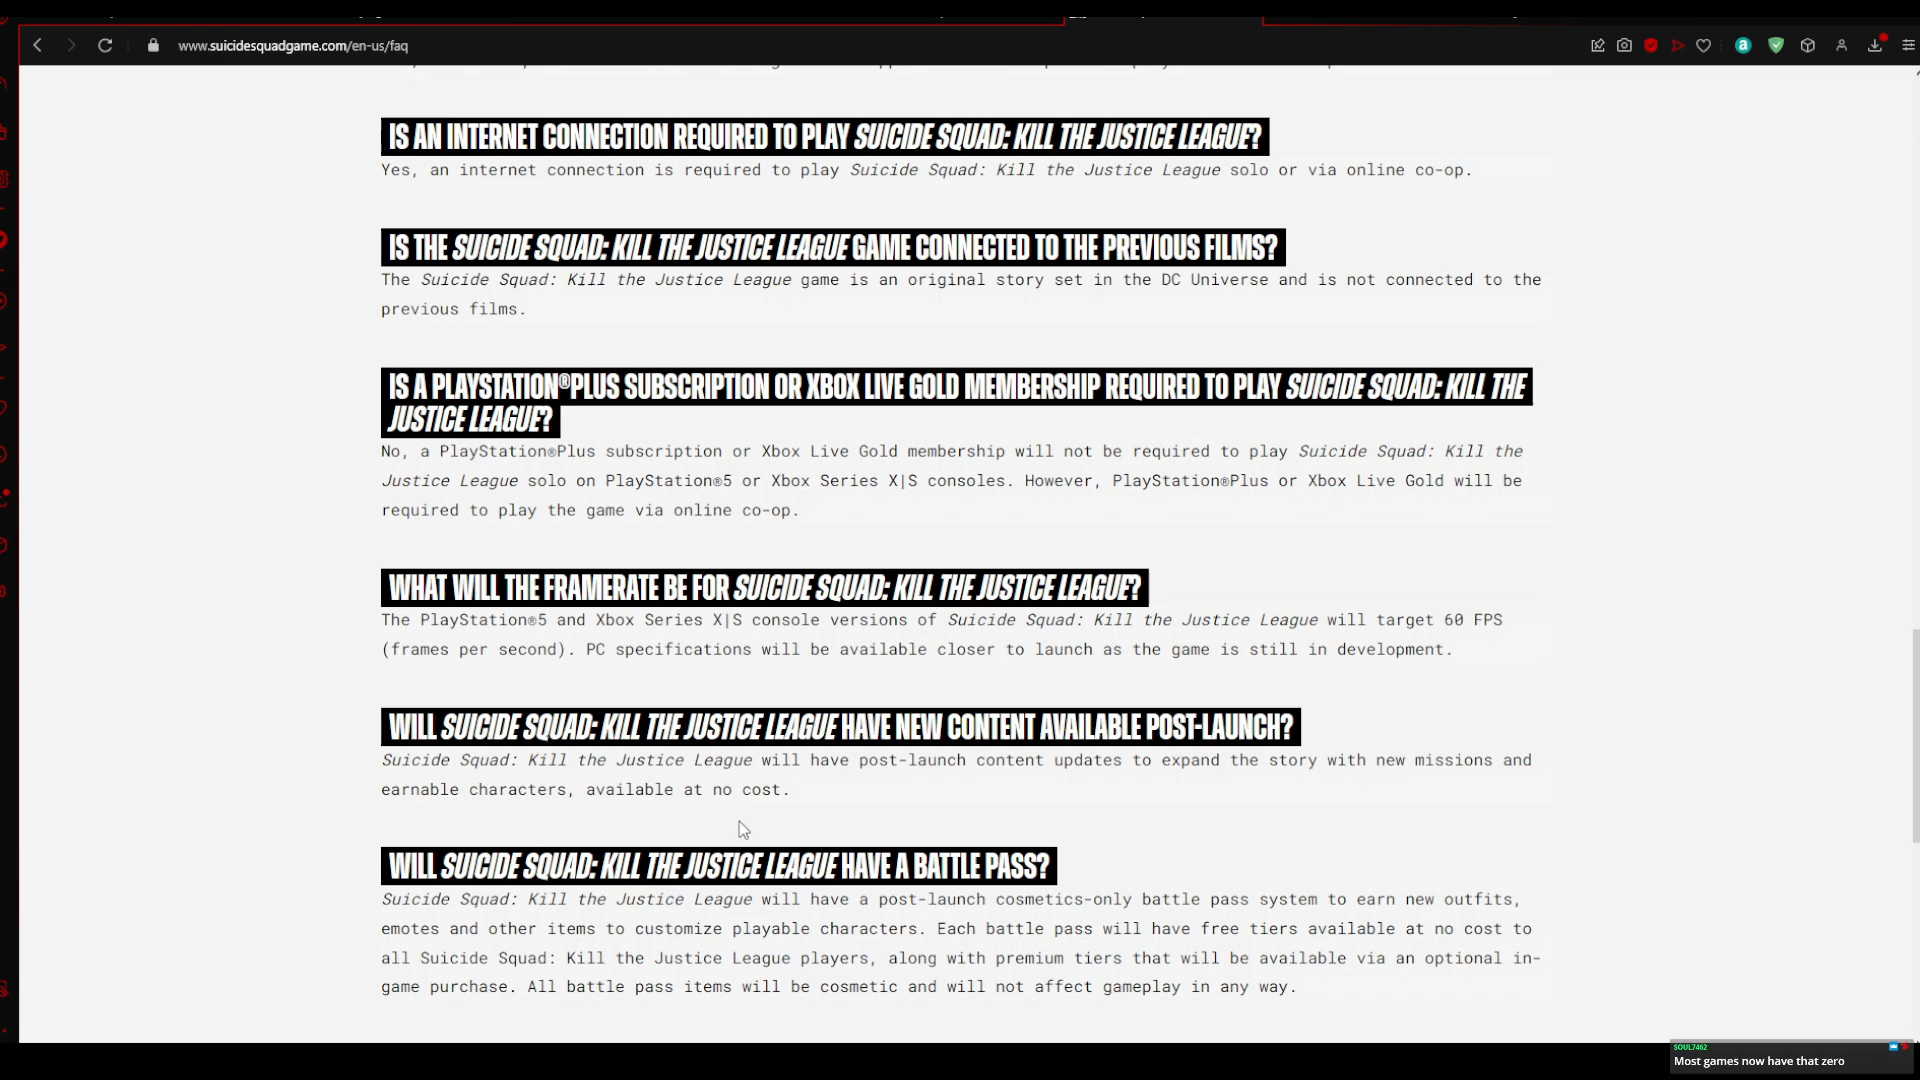 www.suicidesquadgame.com/en-us/faq
IS AN INTERNET CONNECTION REQUIRED TO PLAY SUICIDE SQUAD: KILL THE JUSTICE LEAGUE?
Yes, an internet connection is required to play Suicide Squad: Kill the Justice League solo or via online co-op.
IS THE SUICIDE SQUAD: KILL THE JUSTICE LEAGUE GAME CONNECTED TO THE PREVIOUS FILMS?
The Suicide Squad: Kill the Justice League game is an original story set in the DC Universe and is not connected to the
previous films.
IS A PLAYSTATION®PLUS SUBSCRIPTION OR XBOX LIVE GOLD MEMBERSHIP REQUIRED TO PLAY SUICIDE SQUAD: KILL THE
JUSTICE LEAGUE?
No, a PlayStation®Plus subscription or Xbox Live Gold membership will not be required to play Suicide Squad: Kill the
Justice League solo on PlayStation®5 or Xbox Series X|S consoles. However, PlayStation®Plus or Xbox Live Gold will be
required to play the game via online co-op.
WHAT WILL THE FRAMERATE BE FOR SUICIDE SQUAD: KILL THE JUSTICE LEAGUE?
The PlayStation®5 and Xbox Series X|S console versions of Suicide Squad: Kill the Justice League will target 60 FPS
(frames per second). PC specifications will be available closer to launch as the game is still in development.
WILL SUICIDE SQUAD: KILL THE JUSTICE LEAGUE HAVE NEW CONTENT AVAILABLE POST-LAUNCH?
Suicide Squad: Kill the Justice League will have post-launch content updates to expand the story with new missions and
earnable characters, available at no cost.
WILL SUICIDE SQUAD: KILL THE JUSTICE LEAGUE HAVE A BATTLE PASS?
Suicide Squad: Kill the Justice League will have a post-launch cosmetics-only battle pass system to earn new outfits,
emotes and other items to customize playable characters. Each battle pass will have free tiers available at no cost to
all Suicide Squad: Kill the Justice League players, along with premium tiers that will be available via an optional in-
game purchase. All battle pass items will be cosmetic and will not affect gameplay in any way.
SOUL7462
Most games now have that zero